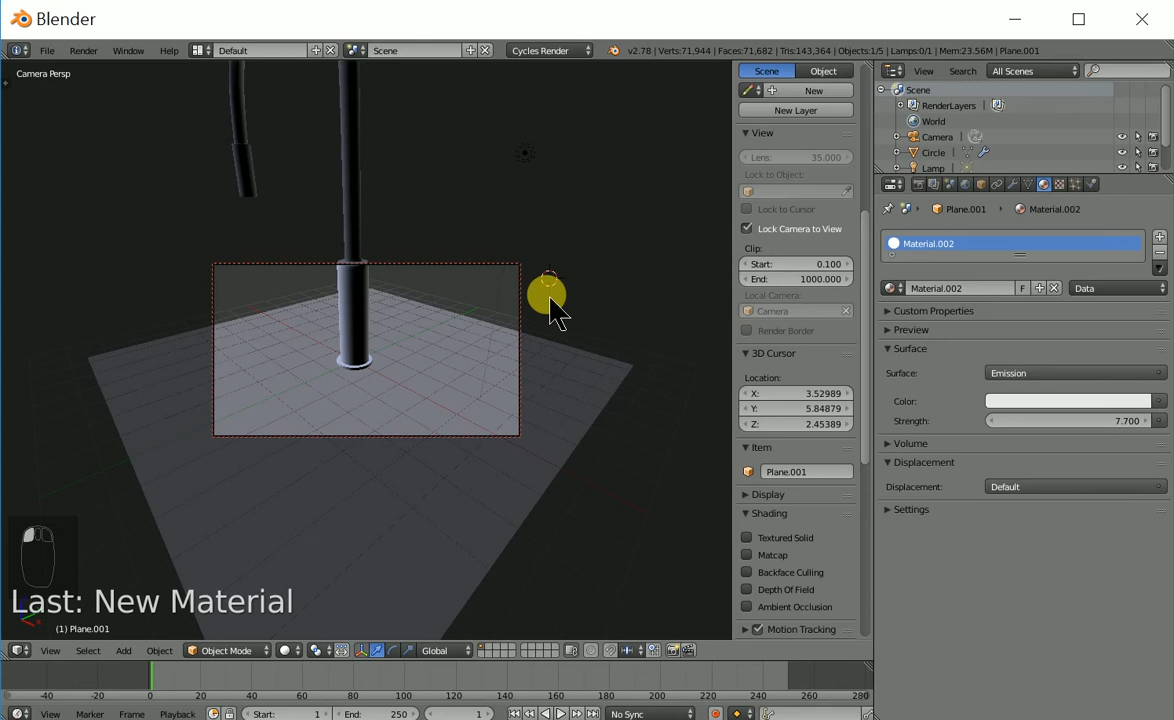 Blender
File Render Window Help Default Scene Cycles Render v2.78 | Verts:71,944 | Faces:71,682 | Tris:143,364 | Objects:1/5 | Lamps:0/1 | Mem:23.56M | Plane.001
Camera Persp
Scene Object
New
New Layer
View
Lens: 35.000
Lock to Object:
Lock to Cursor
Lock Camera to View
Clip:
Start: 0.100
End: 1000.000
Local Camera:
Camera
Render Border
3D Cursor
Location:
X: 3.52989
Y: 5.84879
Z: 2.45389
Item
Plane.001
Display
Shading
Textured Solid
Matcap
Backface Culling
Depth Of Field
Ambient Occlusion
Motion Tracking
View Search All Scenes
Scene
RenderLayers
World
Camera
Circle
Lamp
Plane.001 Material.002
Material.002
Material.002 F Data
Custom Properties
Preview
Surface
Surface: Emission
Color:
Strength: 7.700
Volume
Displacement
Displacement: Default
Settings
Last: New Material
(1) Plane.001
View Select Add Object Object Mode Global
-40 -20 0 20 40 60 80 100 120 140 160 180 200 220 240 260 280
View Marker Frame Playback Start: 1 End: 250 1 No Sync